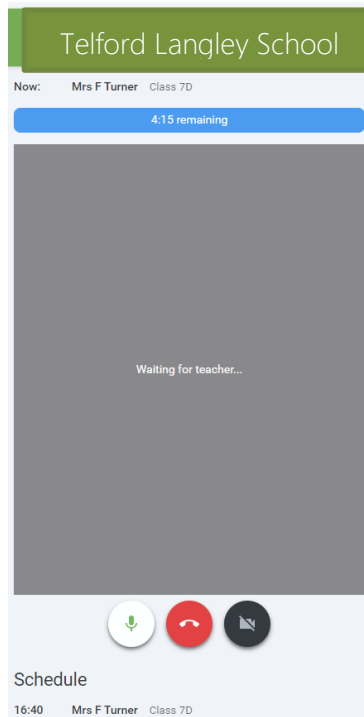 Telford Langley School
Now: Mrs F Turner Class 7D
4:15 remaining
Waiting for teacher...
Schedule
16:40 Mrs F Turner Class 7D